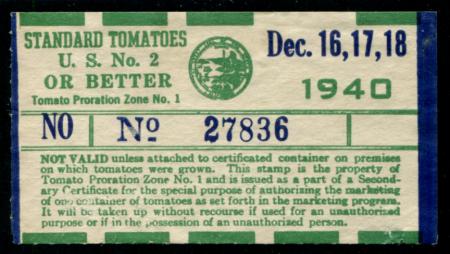 STANDARD TOMATOES
U. S. No. 2
OR BETTER
Tomato Proration Zone No. 1
Dec. 16,17,18
1940
NO No 27836
NOT VALID unless attached to certificated container on premises
on which tomatoes were grown. This stamp is the property of
Tomato Proration Zone No. 1 and is issued as a part of a Second-
ary Certificate for the special purpose of authorizing the marketing
of one container of tomatoes as set forth in the marketing program.
It will be taken up without recourse if used for an unauthorized
purpose or if in the possession of an unauthorized person.